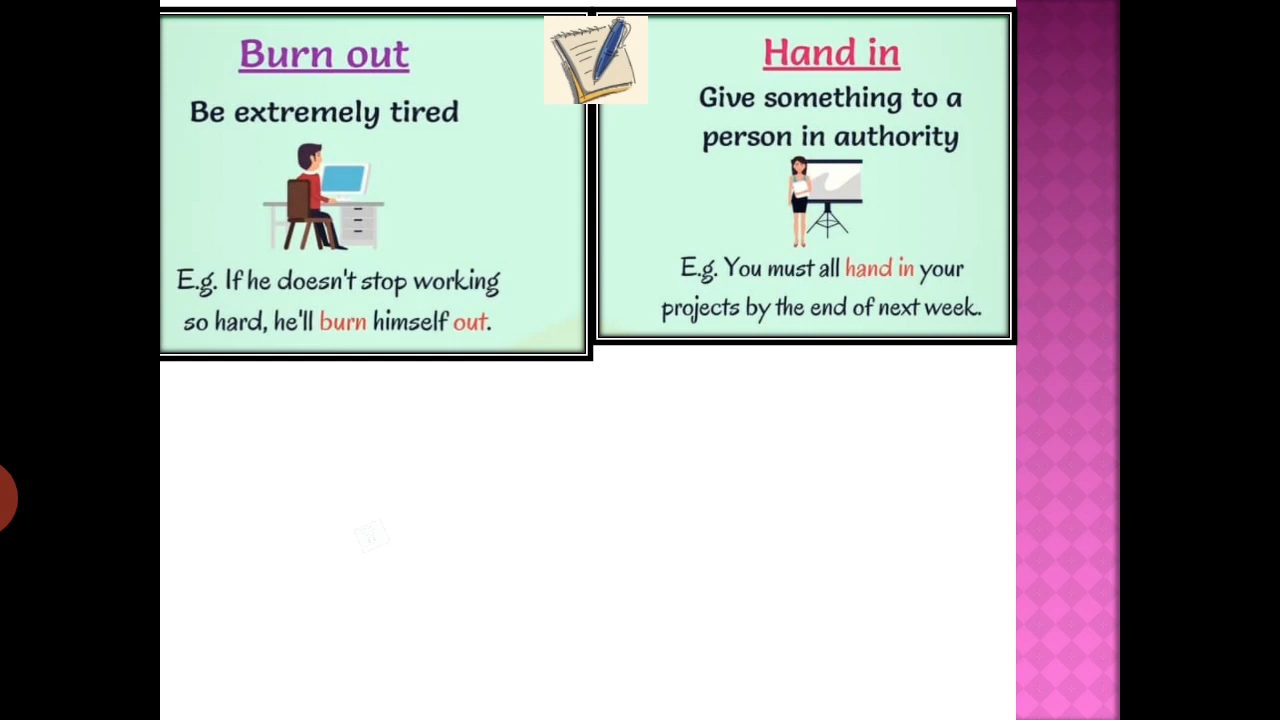 Burn out
Be extremely tired
E.g. If he doesn't stop working
so hard, he'll burn himself out.
Hand in
Give something to a
person in authority
E.g. You must all hand in your
projects by the end of next week.